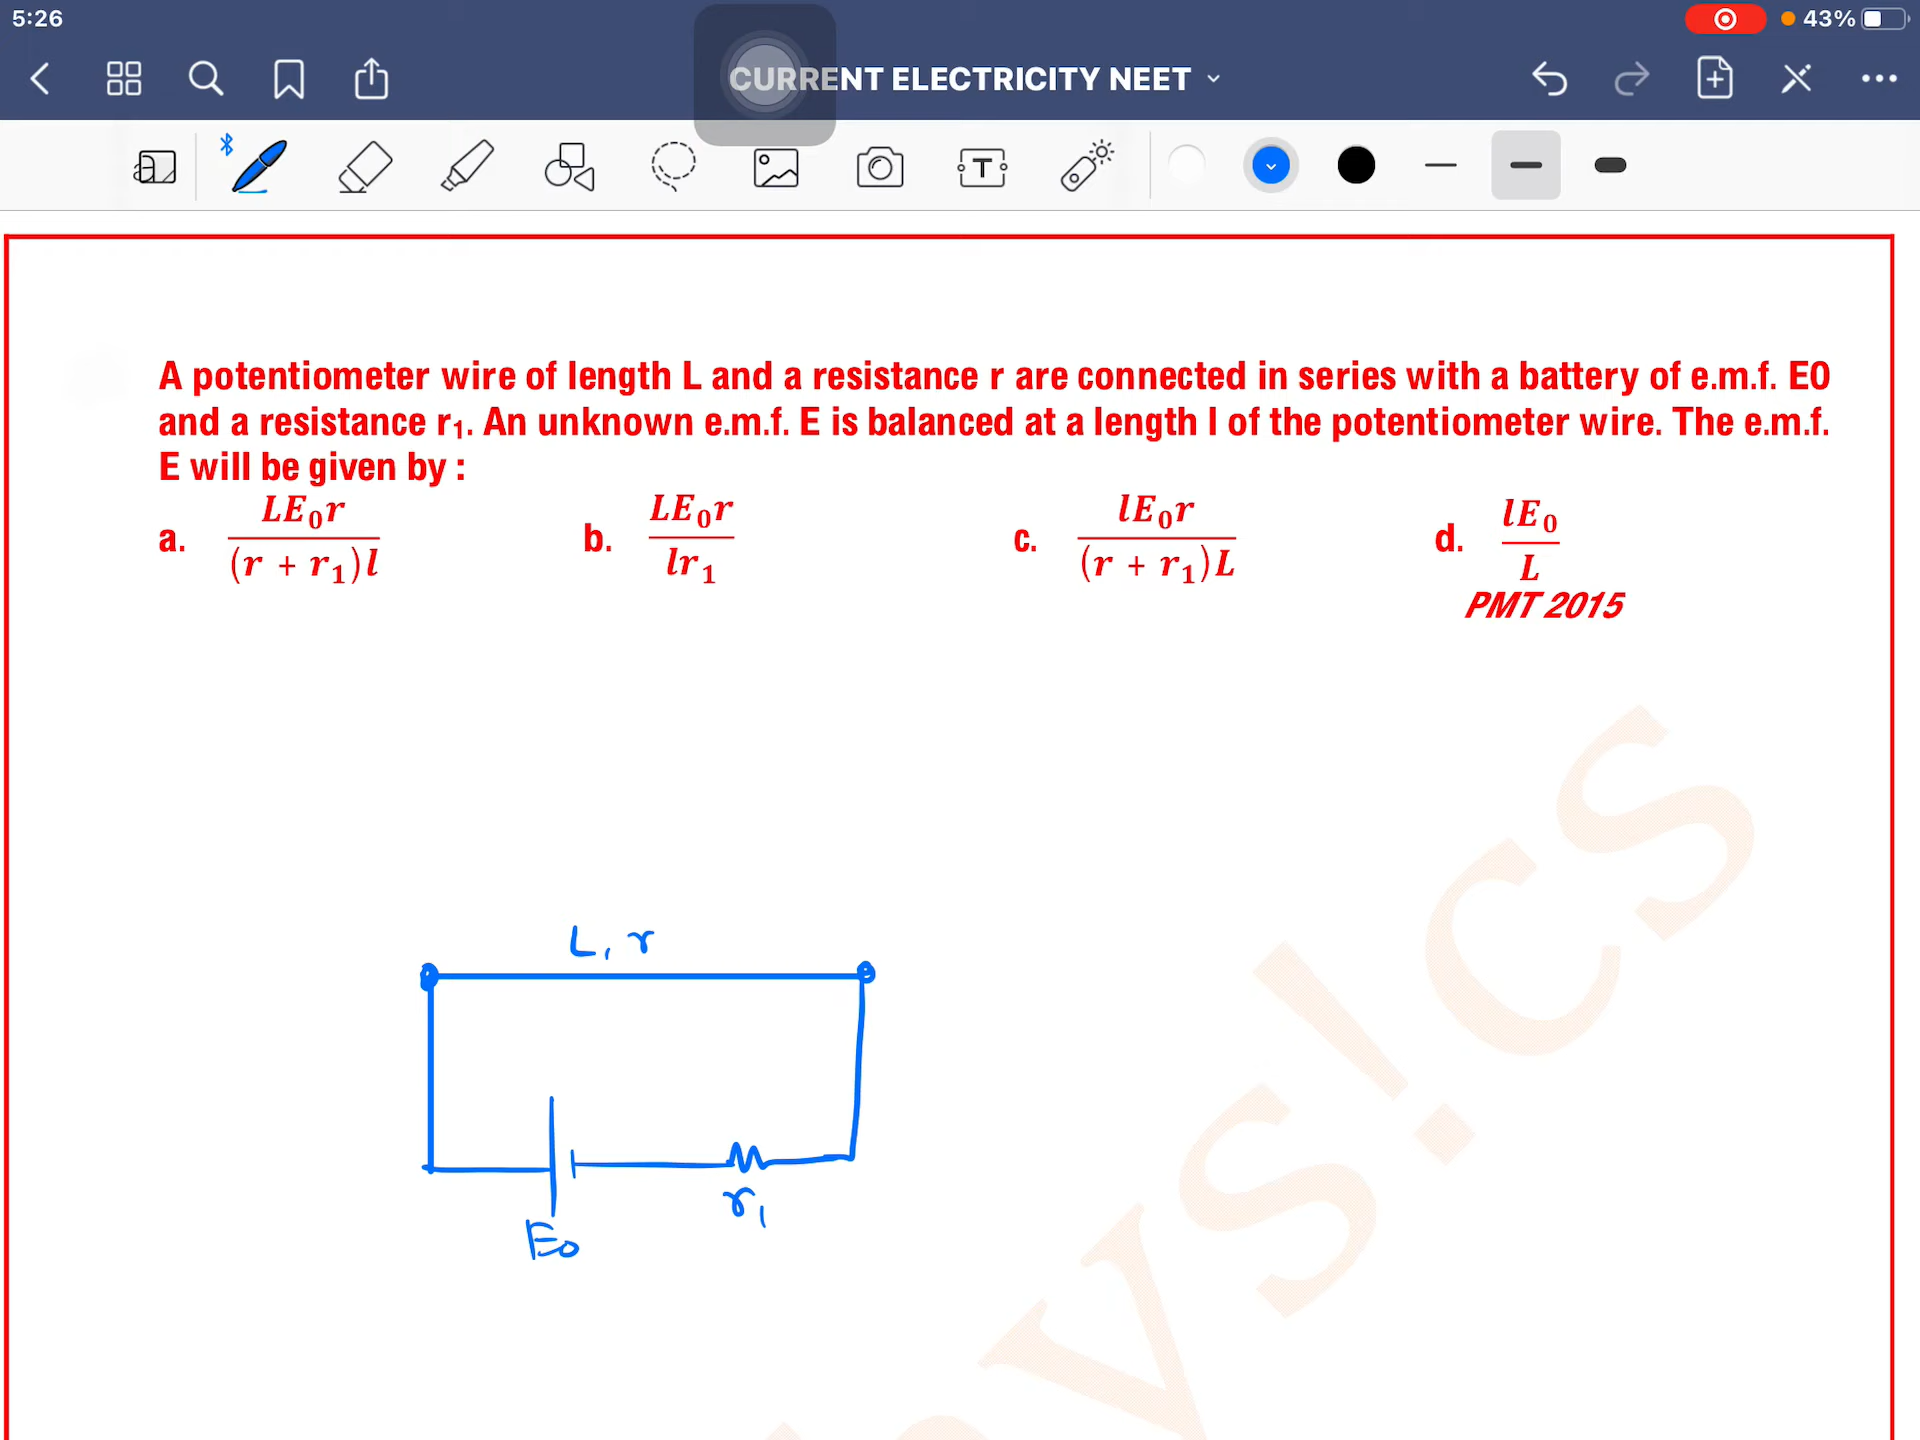 5:26
43%
CURRENT ELECTRICITY NEET
A potentiometer wire of length L and a resistance r are connected in series with a battery of e.m.f. E0
and a resistance r₁. An unknown e.m.f. E is balanced at a length l of the potentiometer wire. The e.m.f.
E will be given by :
a. LE₀r / (r + r₁)l b. LE₀r / lr₁ c. lE₀r / (r + r₁)L d. lE₀ / L
PMT 2015
L, r
r₁
E₀
ys!cs